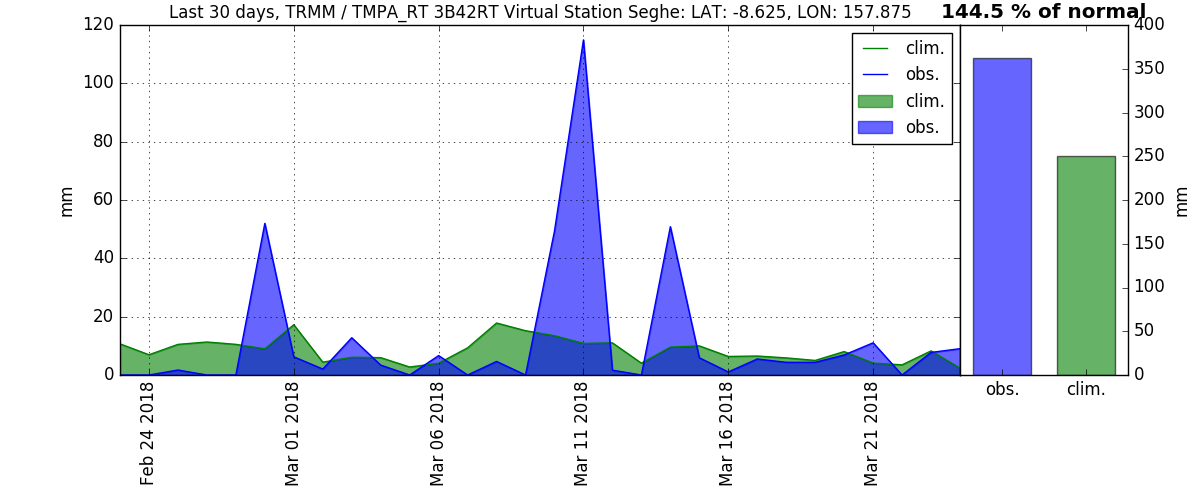 Last 30 days, TRMM / TMPA_RT 3B42RT Virtual Station Seghe: LAT: -8.625, LON: 157.875
144.5 % of normal
120
100
80
60
40
20
0
mm
clim.
obs.
clim.
obs.
Feb 24 2018
Mar 01 2018
Mar 06 2018
Mar 11 2018
Mar 16 2018
Mar 21 2018
400
350
300
250
200
150
100
50
0
mm
obs.
clim.